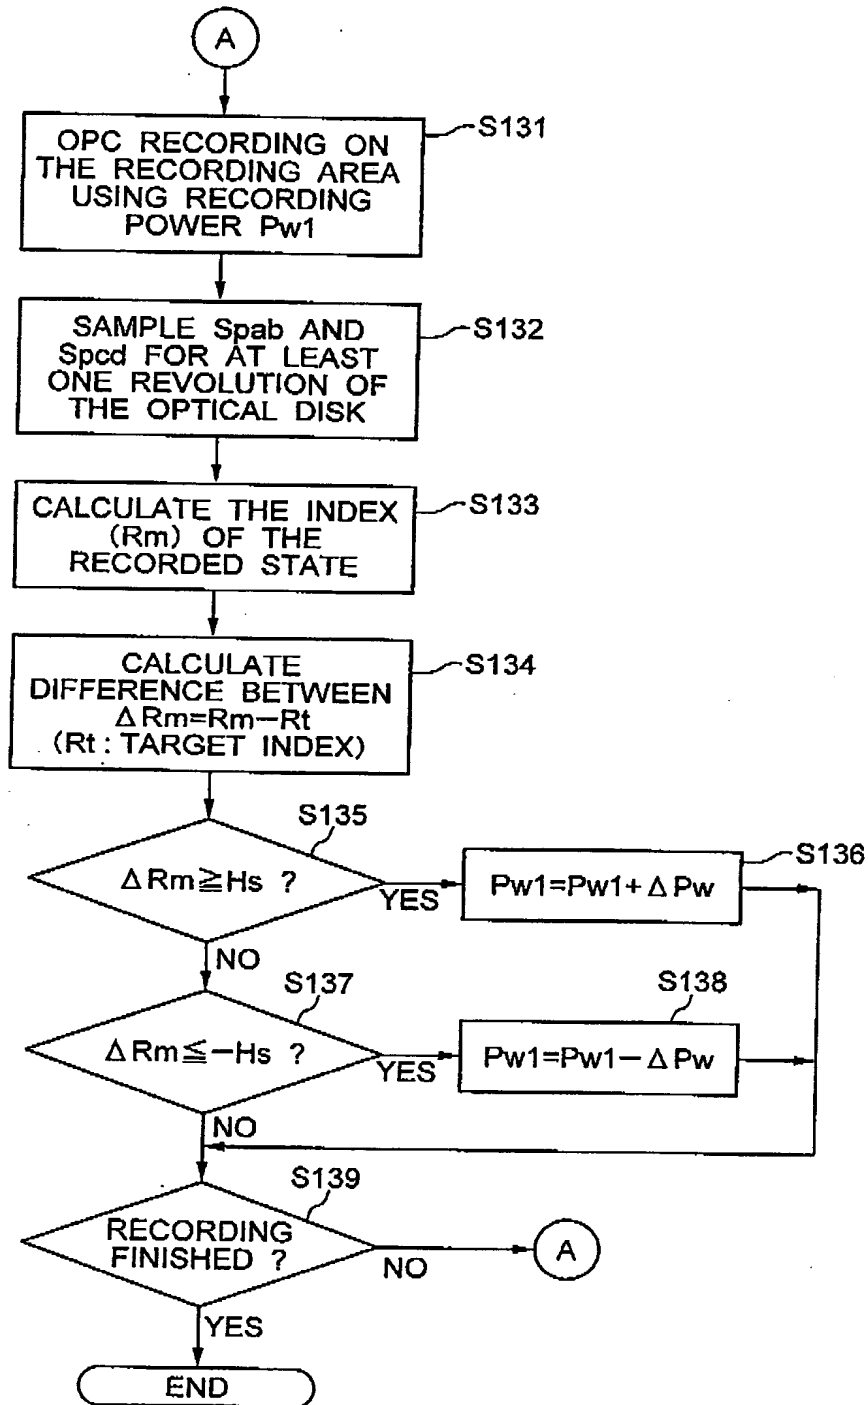 A
OPC RECORDING ON
THE RECORDING AREA
USING RECORDING
POWER Pw1
S131
SAMPLE Spab AND
Spcd FOR AT LEAST
ONE REVOLUTION OF
THE OPTICAL DISK
S132
CALCULATE THE INDEX
(Rm) OF THE
RECORDED STATE
S133
CALCULATE
DIFFERENCE BETWEEN
ΔRm=Rm−Rt
(Rt : TARGET INDEX)
S134
S135
ΔRm≧Hs ?
YES
Pw1=Pw1+ΔPw
S136
NO
S137
ΔRm≦−Hs ?
YES
Pw1=Pw1−ΔPw
S138
NO
S139
RECORDING
FINISHED ?
NO
A
YES
END